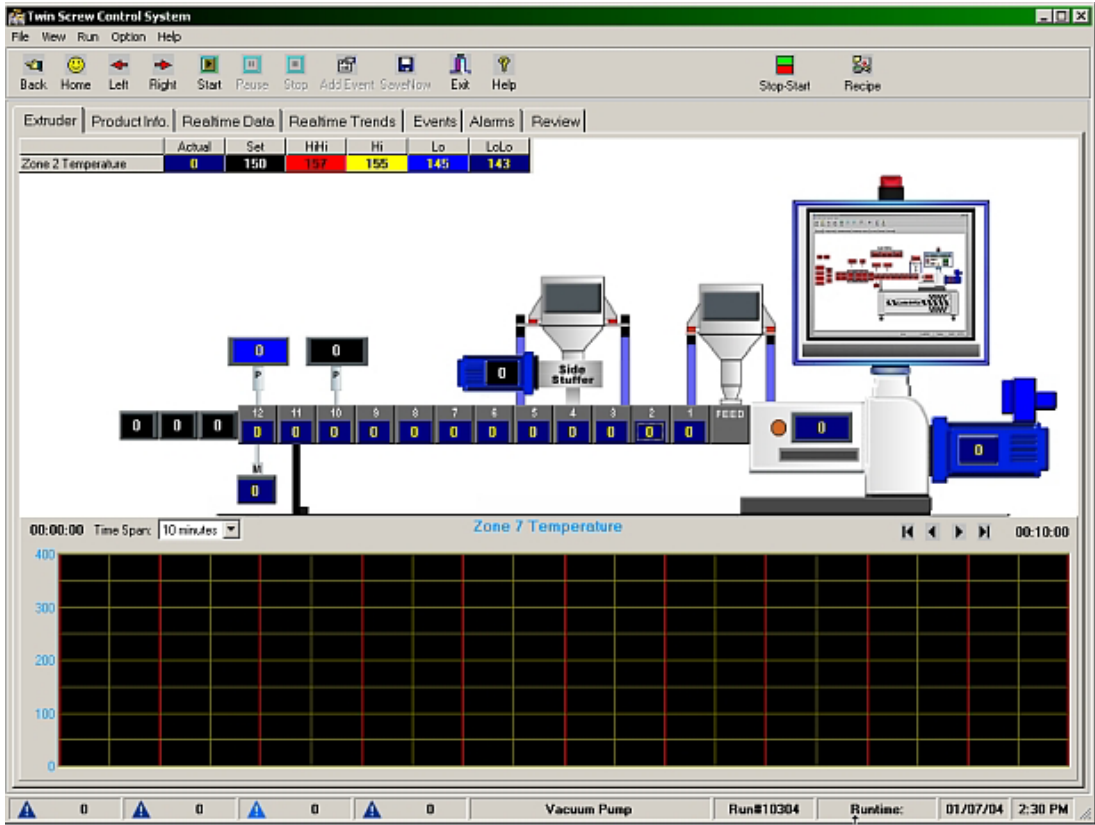 Twin Screw Control System
File View Run Option Help
Back Home Left Right Start Pause Stop Add Event SaveNow Exit Help Stop-Start Recipe
Extruder Product Info. Realtime Data Realtime Trends Events Alarms Review
Actual Set HiHi Hi Lo LoLo
Zone 2 Temperature 0 150 157 155 145 143
0 0
P P
0 Side
Stuffer
12 11 10 9 8 7 6 5 4 3 2 1 FEED
0 0 0 0 0 0 0 0 0 0 0 0 0 0 0 0
0
M
0
00:00:00 Time Span: 10 minutes Zone 7 Temperature 00:10:00
400
300
200
100
0
0 0 0 0 Vacuum Pump Run#10304 Runtime: 01/07/04 2:30 PM